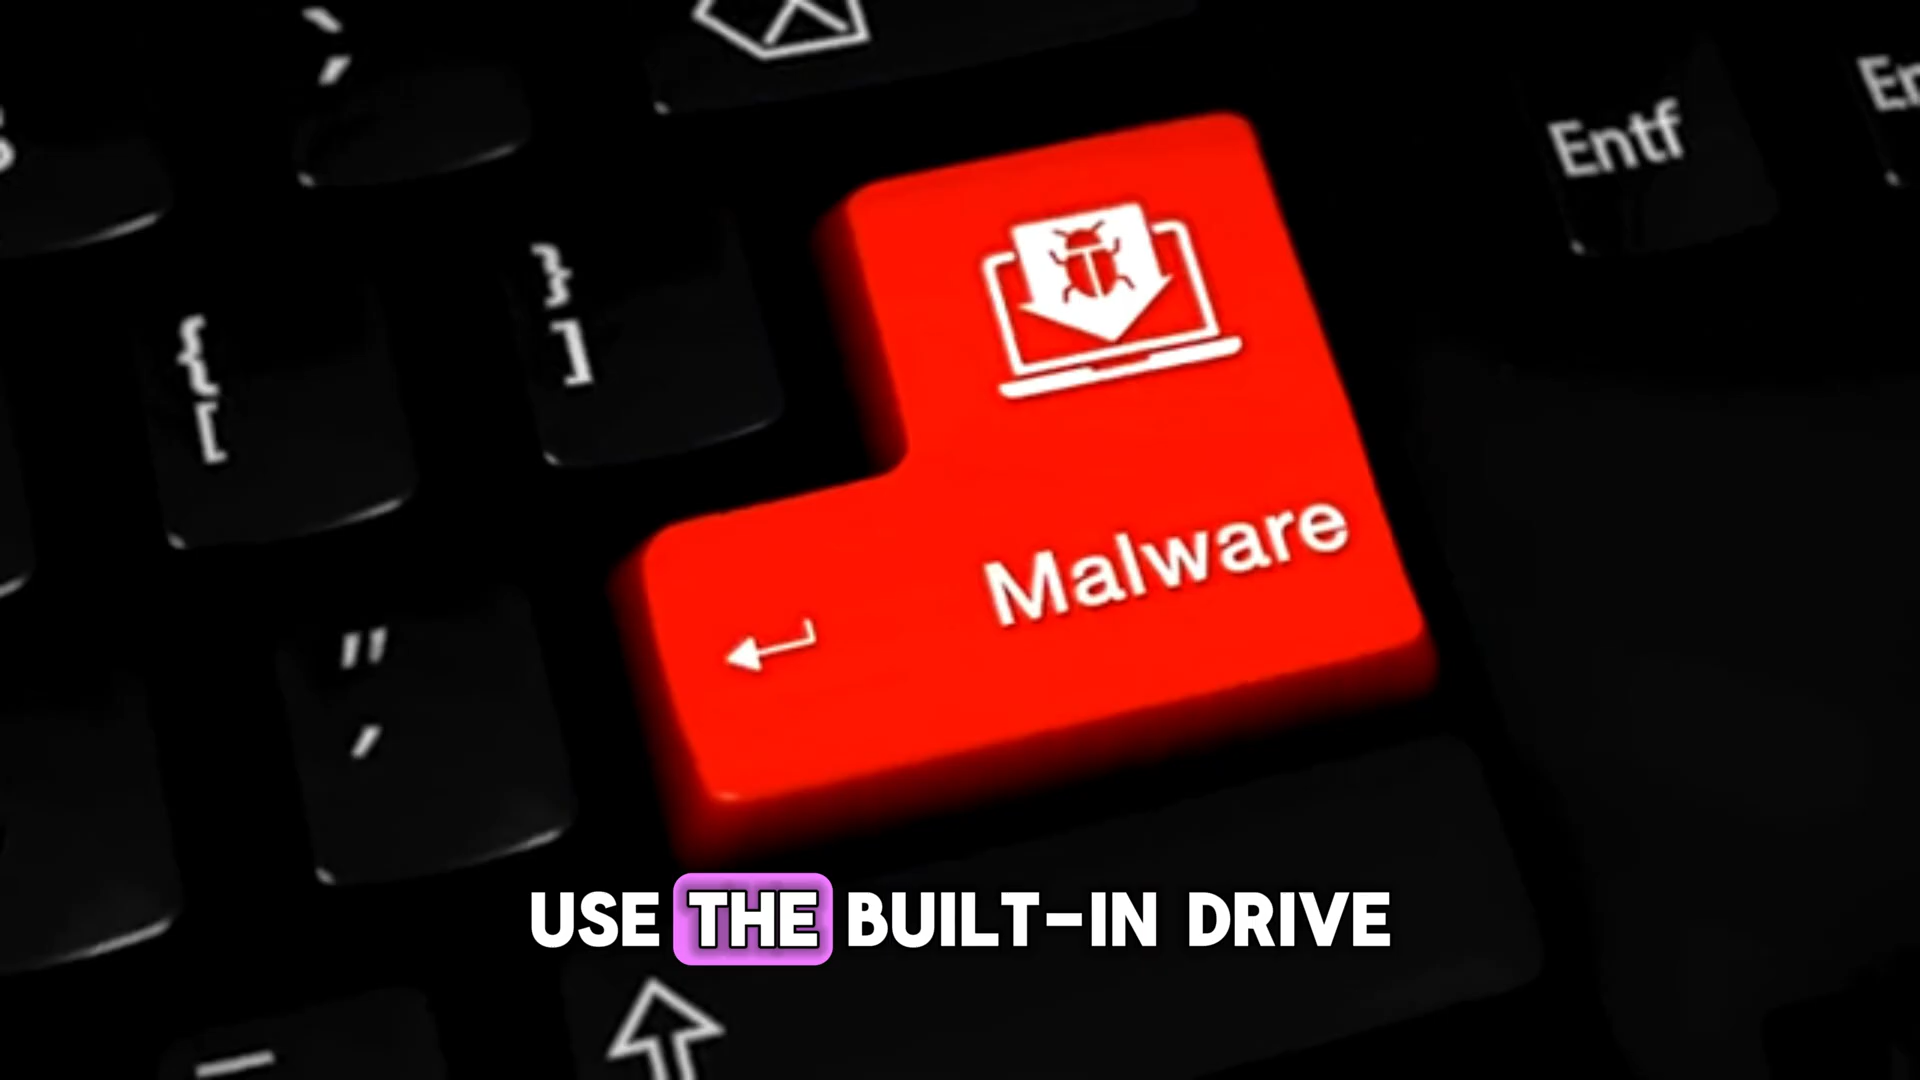 Entf
}
]
{
[
Malware
"
USE THE BUILT-IN DRIVE